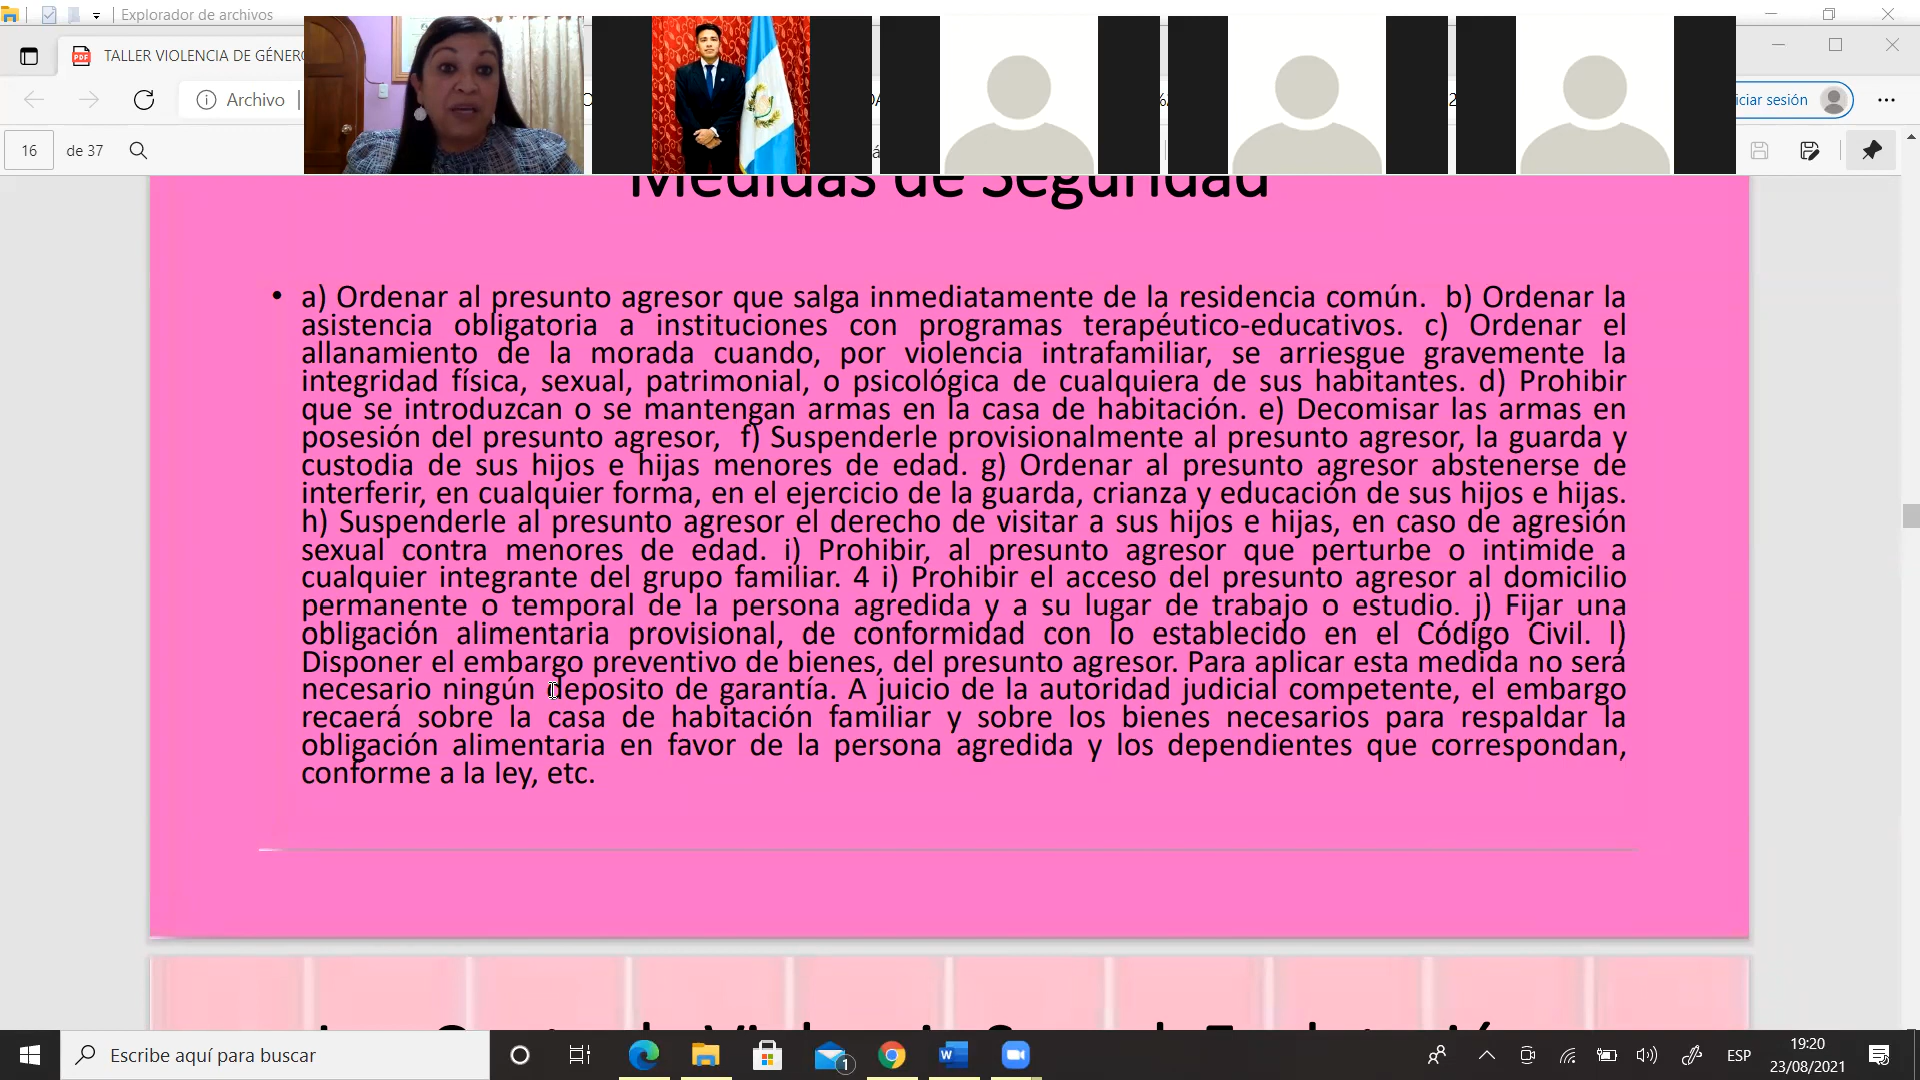 Explorador de archivos
TALLER VIOLENCIA DE GÉNERO
Archivo
iciar sesión
16 de 37
Medidas de Seguridad
• a) Ordenar al presunto agresor que salga inmediatamente de la residencia común. b) Ordenar la
asistencia obligatoria a instituciones con programas terapéutico-educativos. c) Ordenar el
allanamiento de la morada cuando, por violencia intrafamiliar, se arriesgue gravemente la
integridad física, sexual, patrimonial, o psicológica de cualquiera de sus habitantes. d) Prohibir
que se introduzcan o se mantengan armas en la casa de habitación. e) Decomisar las armas en
posesión del presunto agresor, f) Suspenderle provisionalmente al presunto agresor, la guarda y
custodia de sus hijos e hijas menores de edad. g) Ordenar al presunto agresor abstenerse de
interferir, en cualquier forma, en el ejercicio de la guarda, crianza y educación de sus hijos e hijas.
h) Suspenderle al presunto agresor el derecho de visitar a sus hijos e hijas, en caso de agresión
sexual contra menores de edad. i) Prohibir, al presunto agresor que perturbe o intimide a
cualquier integrante del grupo familiar. 4 i) Prohibir el acceso del presunto agresor al domicilio
permanente o temporal de la persona agredida y a su lugar de trabajo o estudio. j) Fijar una
obligación alimentaria provisional, de conformidad con lo establecido en el Código Civil. l)
Disponer el embargo preventivo de bienes, del presunto agresor. Para aplicar esta medida no será
necesario ningún deposito de garantía. A juicio de la autoridad judicial competente, el embargo
recaerá sobre la casa de habitación familiar y sobre los bienes necesarios para respaldar la
obligación alimentaria en favor de la persona agredida y los dependientes que correspondan,
conforme a la ley, etc.
Escribe aquí para buscar
1
ESP
19:20
23/08/2021